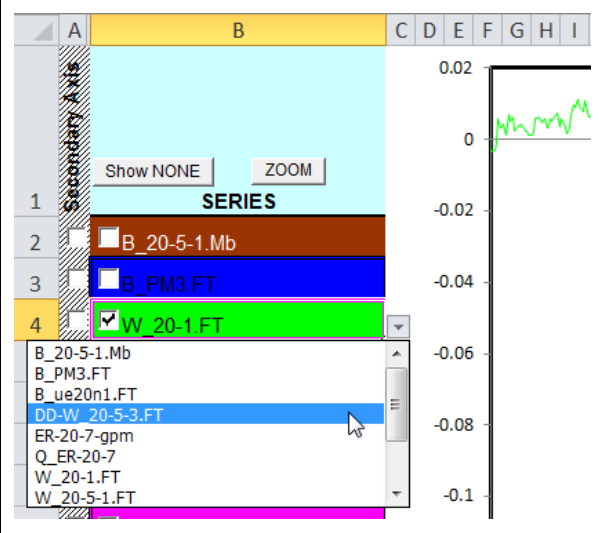 A B C D E F G H I
Secondary Axis
0.02
0
Show NONE ZOOM
1 SERIES -0.02
2 B_20-5-1.Mb
3 B_PM3.FT -0.04
4 W_20-1.FT
B_20-5-1.Mb -0.06
B_PM3.FT
B_ue20n1.FT
DD-W_20-5-3.FT -0.08
ER-20-7-gpm
Q_ER-20-7
W_20-1.FT
W_20-5-1.FT -0.1